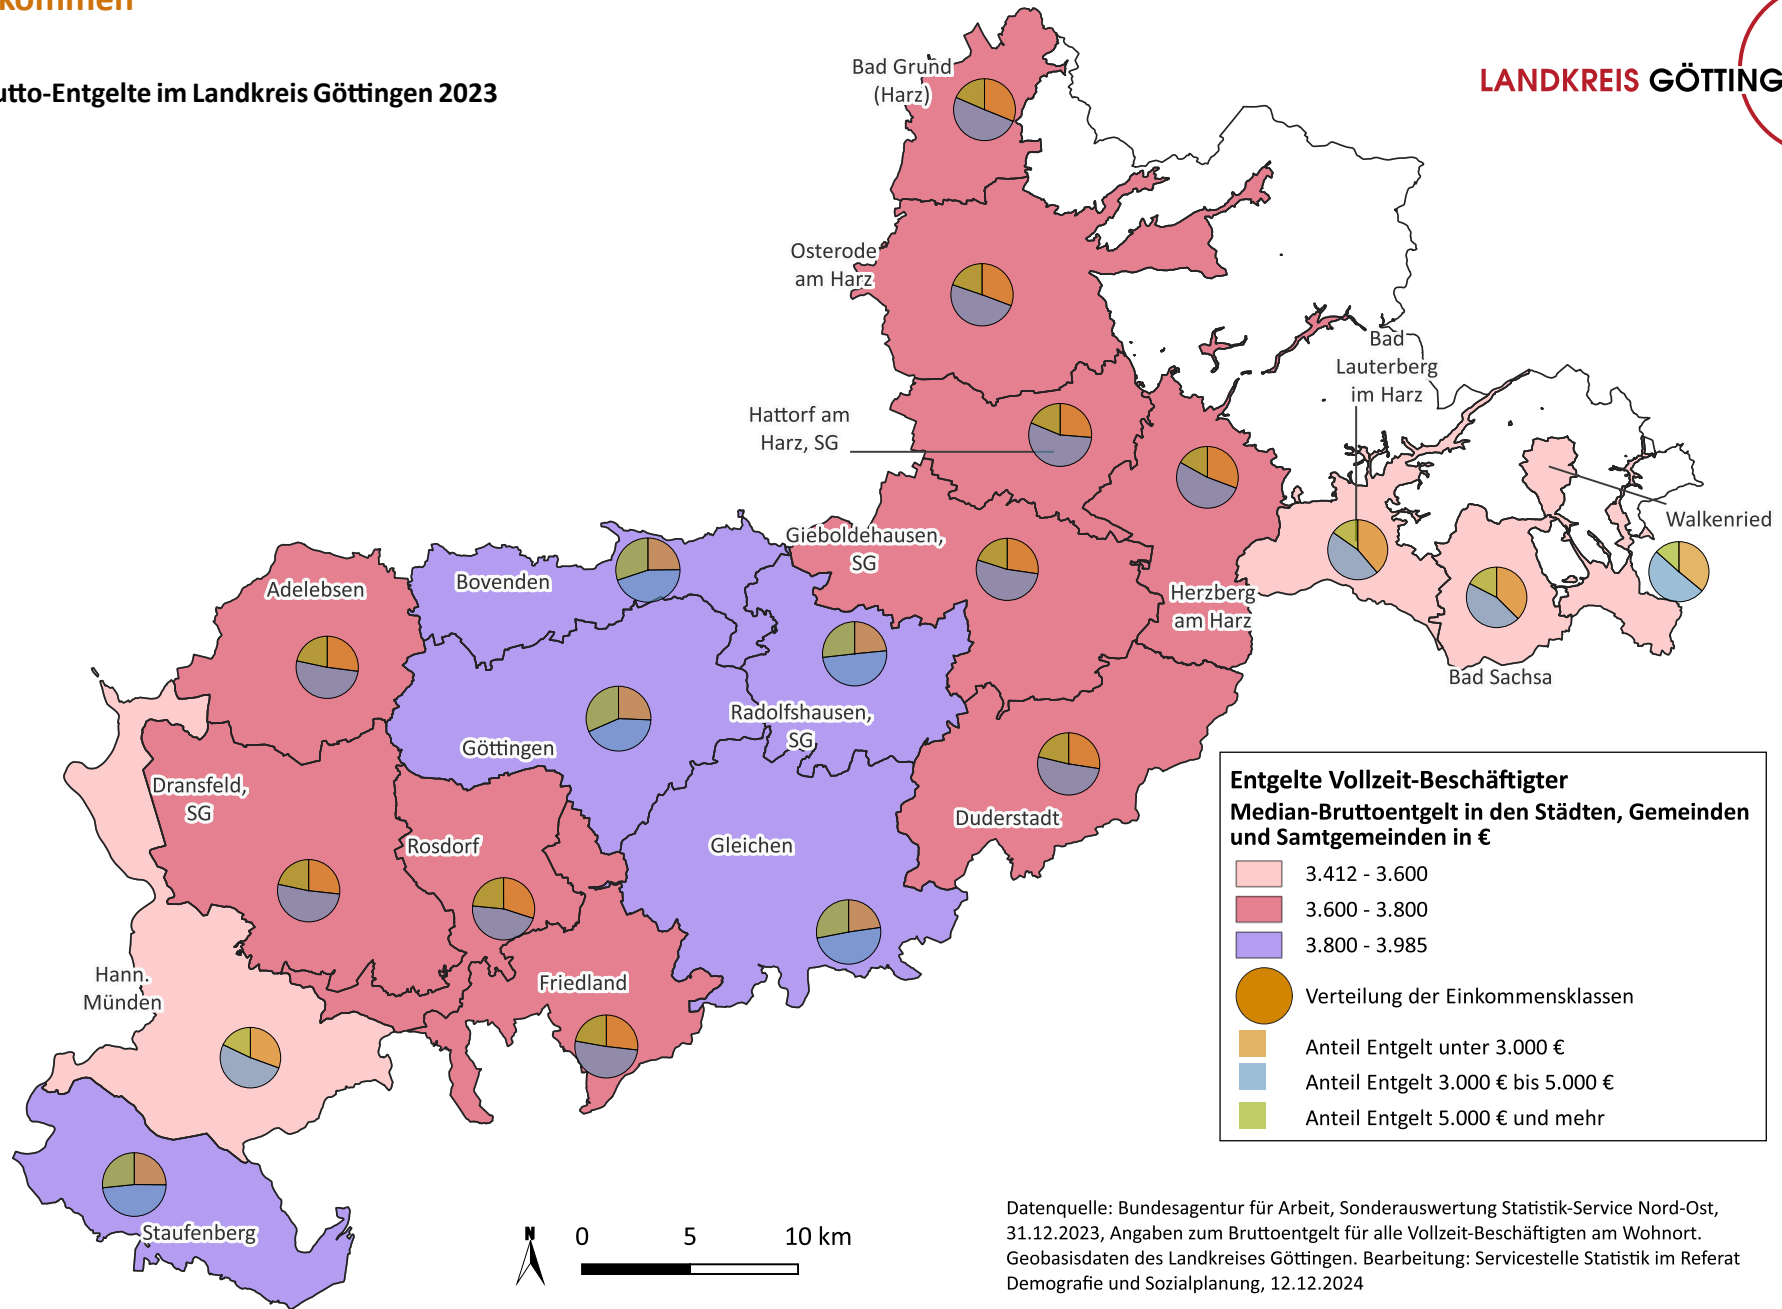 kommen
utto-Entgelte im Landkreis Göttingen 2023
LANDKREIS GÖTTING
Bad Grund
(Harz)
Osterode
am Harz
Bad
Lauterberg
im Harz
Hattorf am
Harz, SG
Walkenried
Gieboldehausen,
SG
Bovenden
Adelebsen
Herzberg
am Harz
Bad Sachsa
Radolfshausen,
SG
Göttingen
Dransfeld,
SG
Rosdorf
Gleichen
Duderstadt
Hann.
Münden
Friedland
Staufenberg
Entgelte Vollzeit-Beschäftigter
Median-Bruttoentgelt in den Städten, Gemeinden
und Samtgemeinden in €
3.412 - 3.600
3.600 - 3.800
3.800 - 3.985
Verteilung der Einkommensklassen
Anteil Entgelt unter 3.000 €
Anteil Entgelt 3.000 € bis 5.000 €
Anteil Entgelt 5.000 € und mehr
N
0 5 10 km
Datenquelle: Bundesagentur für Arbeit, Sonderauswertung Statistik-Service Nord-Ost,
31.12.2023, Angaben zum Bruttoentgelt für alle Vollzeit-Beschäftigten am Wohnort.
Geobasisdaten des Landkreises Göttingen. Bearbeitung: Servicestelle Statistik im Referat
Demografie und Sozialplanung, 12.12.2024